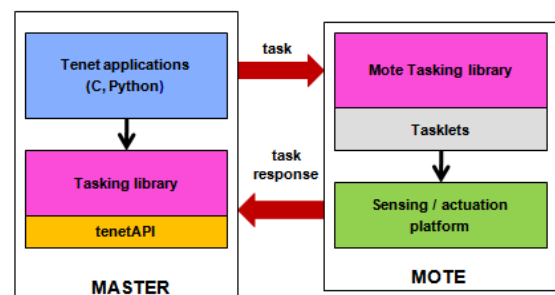 Tenet applications
(C, Python)
Tasking library
tenetAPI
MASTER
task
task
response
Mote Tasking library
Tasklets
Sensing / actuation
platform
MOTE